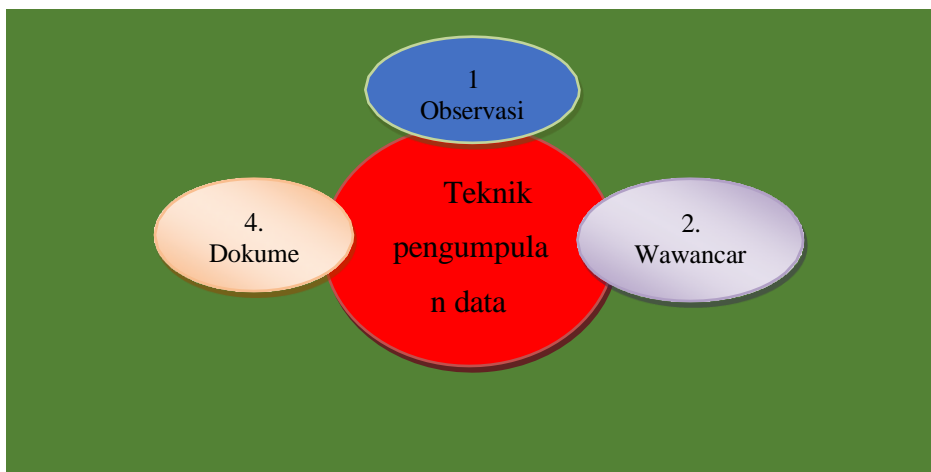 1
Observasi
Teknik
pengumpula
n data
2.
Wawancar
4.
Dokume